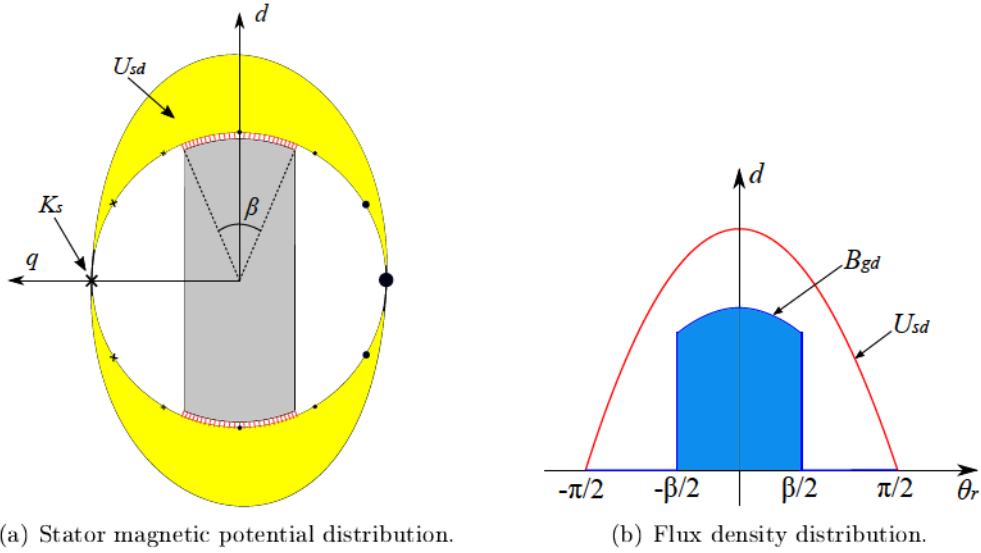 d
U_sd
K_s
β
q
d
B_gd
U_sd
-π/2
-β/2
β/2
π/2
θ_r
(a) Stator magnetic potential distribution.
(b) Flux density distribution.